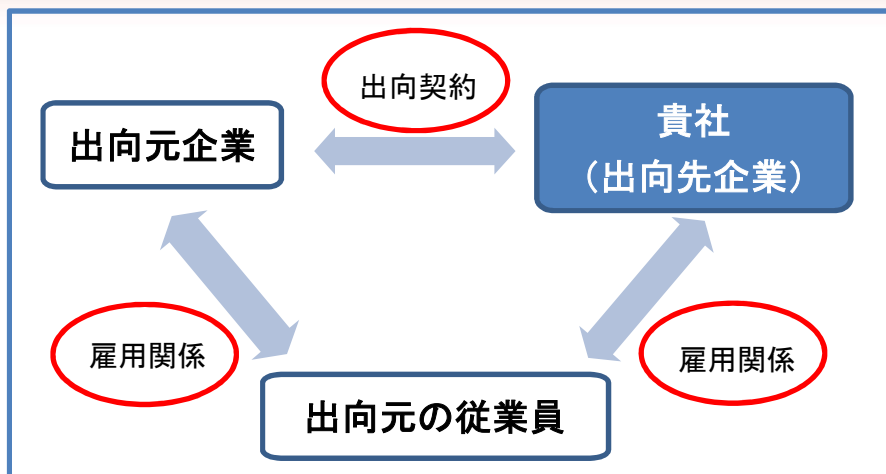 出向契約
出向元企業
貴社
（出向先企業）
雇用関係
雇用関係
出向元の従業員